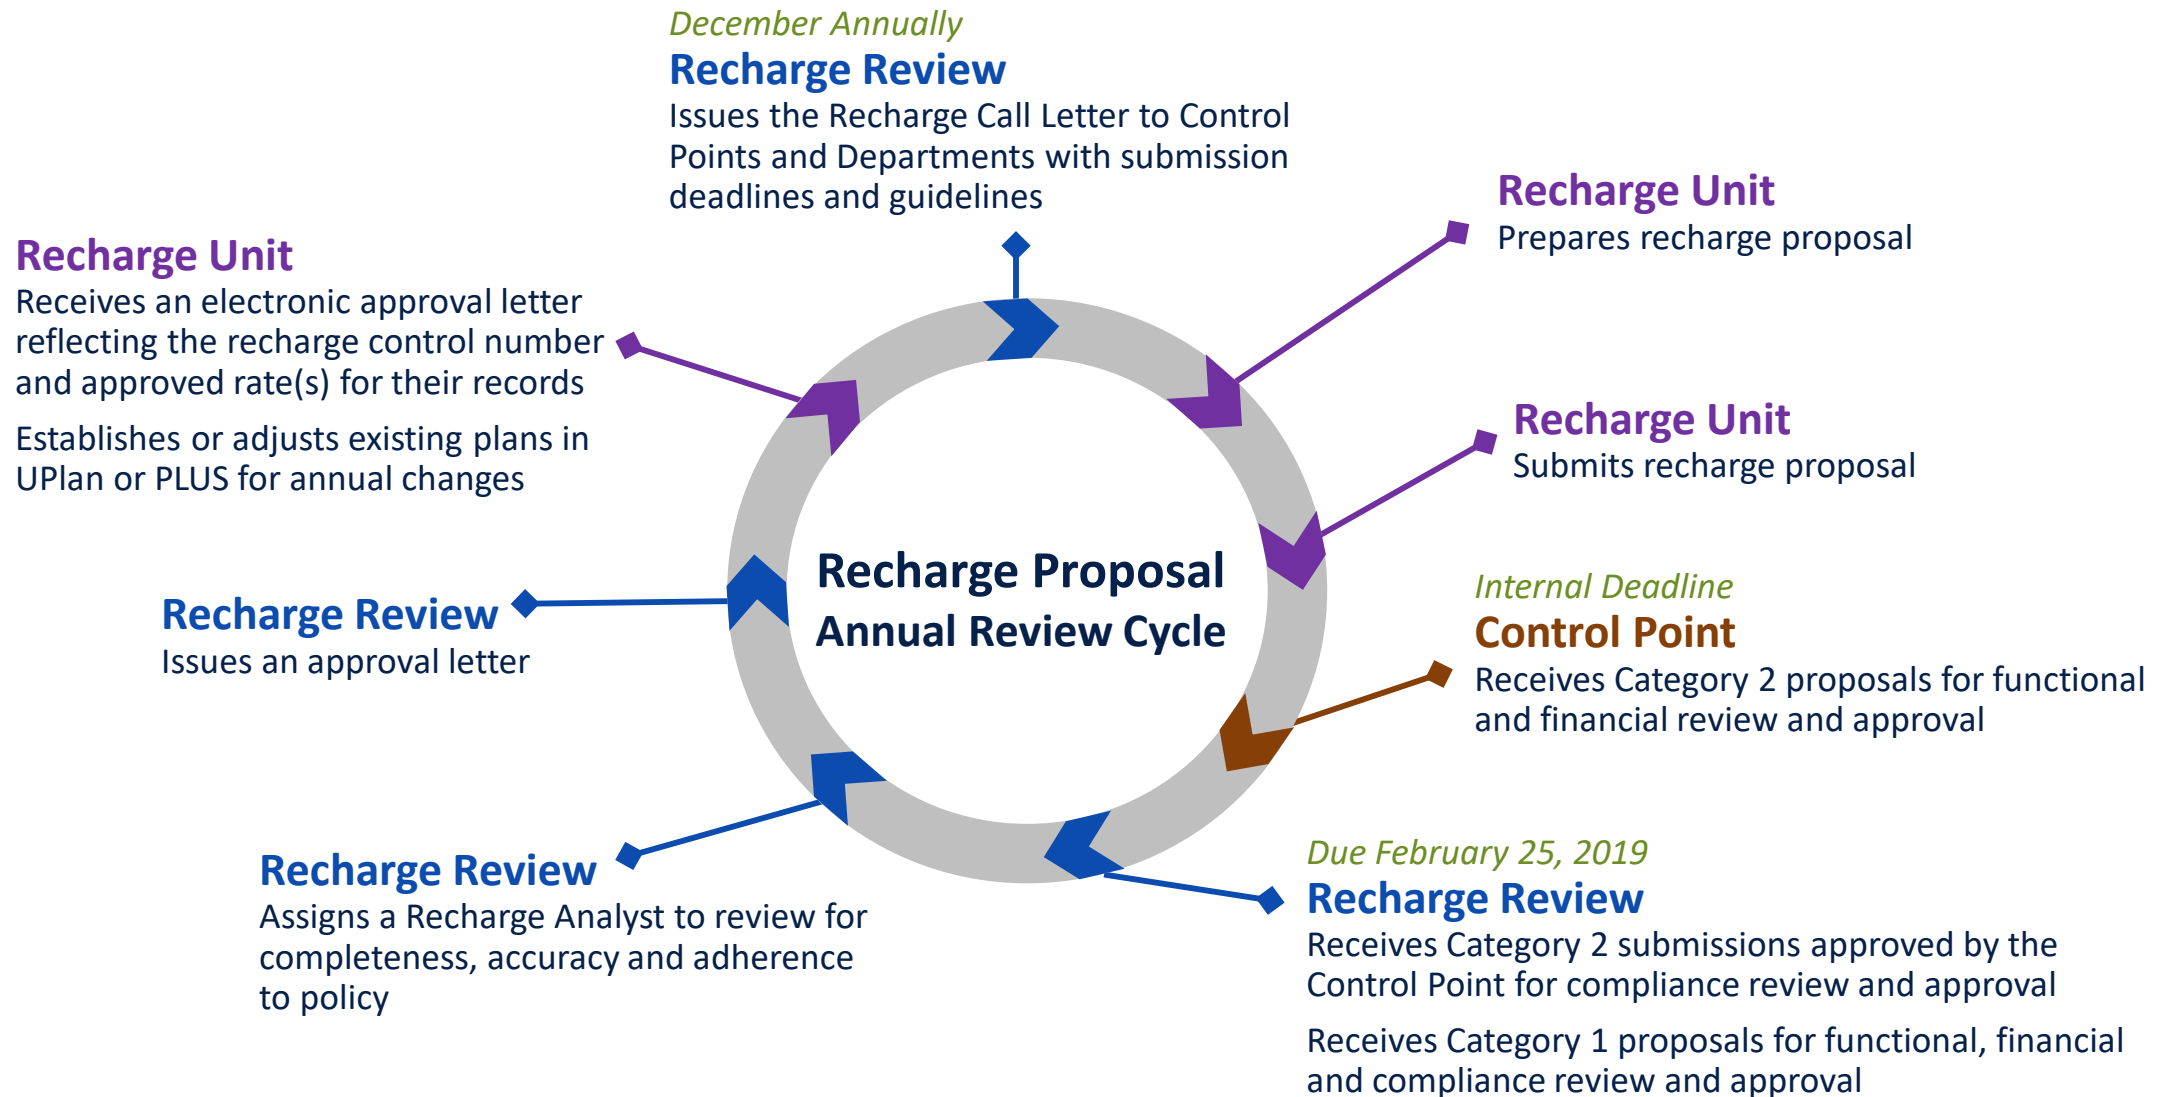 December Annually
Recharge Review
Issues the Recharge Call Letter to Control
Points and Departments with submission
deadlines and guidelines
Recharge Unit
Prepares recharge proposal
Recharge Unit
Submits recharge proposal
Internal Deadline
Control Point
Receives Category 2 proposals for functional
and financial review and approval
Due February 25, 2019
Recharge Review
Receives Category 2 submissions approved by the
Control Point for compliance review and approval
Receives Category 1 proposals for functional, financial
and compliance review and approval
Recharge Review
Assigns a Recharge Analyst to review for
completeness, accuracy and adherence
to policy
Recharge Review
Issues an approval letter
Recharge Unit
Receives an electronic approval letter
reflecting the recharge control number
and approved rate(s) for their records
Establishes or adjusts existing plans in
UPlan or PLUS for annual changes
Recharge Proposal
Annual Review Cycle